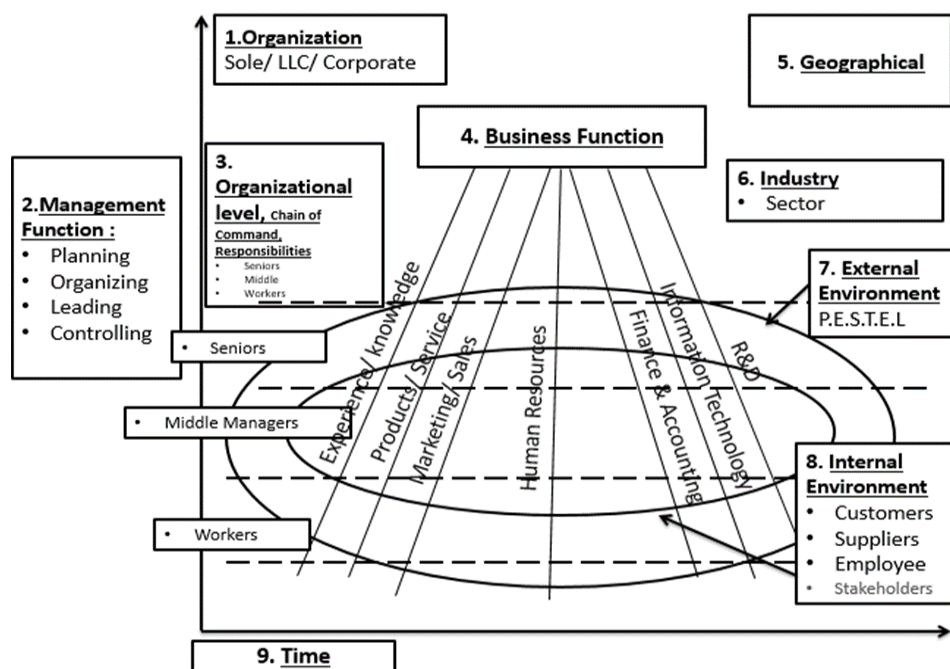 1.Organization
Sole/ LLC/ Corporate
5. Geographical
4. Business Function
2.Management
Function :
• Planning
• Organizing
• Leading
• Controlling
3.
Organizational
level, Chain of
Command,
Responsibilities
• Seniors
• Middle
• Workers
6. Industry
• Sector
7. External
Environment
P.E.S.T.E.L
• Seniors
• Middle Managers
• Workers
Experience/ knowledge
Products/ Service
Marketing/ Sales
Human Resources
Finance & Accounting
Information Technology
R&D
8. Internal
Environment
• Customers
• Suppliers
• Employee
• Stakeholders
9. Time